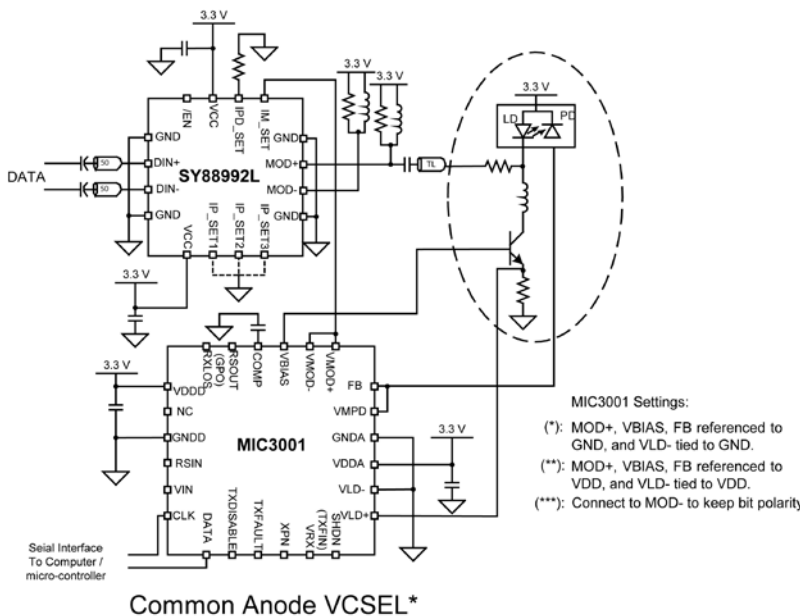 3.3 V
3.3 V
3.3 V
3.3 V
/EN
VCC
IPD_SET
IM_SET
LD
PD
GND
GND
DATA
DIN+
50
SY88992L
MOD+
TL
DIN-
50
MOD-
GND
GND
VCC
IP_SET1
IP_SET2
IP_SET3
3.3 V
RXLOS
RSOUT
(GPO)
COMP
VBIAS
VMOD-
VMOD+
3.3 V
VDDD
FB
NC
VMPD
3.3 V
GNDD
MIC3001
GNDA
RSIN
VDDA
VIN
VLD-
CLK
VLD+
DATA
TXDISABLE
TXFAULT
XPN
VRX
SHDN
(TXFIN)
Seial Interface
To Computer /
micro-controller
MIC3001 Settings:
(*): MOD+, VBIAS, FB referenced to
GND, and VLD- tied to GND.
(**): MOD+, VBIAS, FB referenced to
VDD, and VLD- tied to VDD.
(***): Connect to MOD- to keep bit polarity
Common Anode VCSEL*